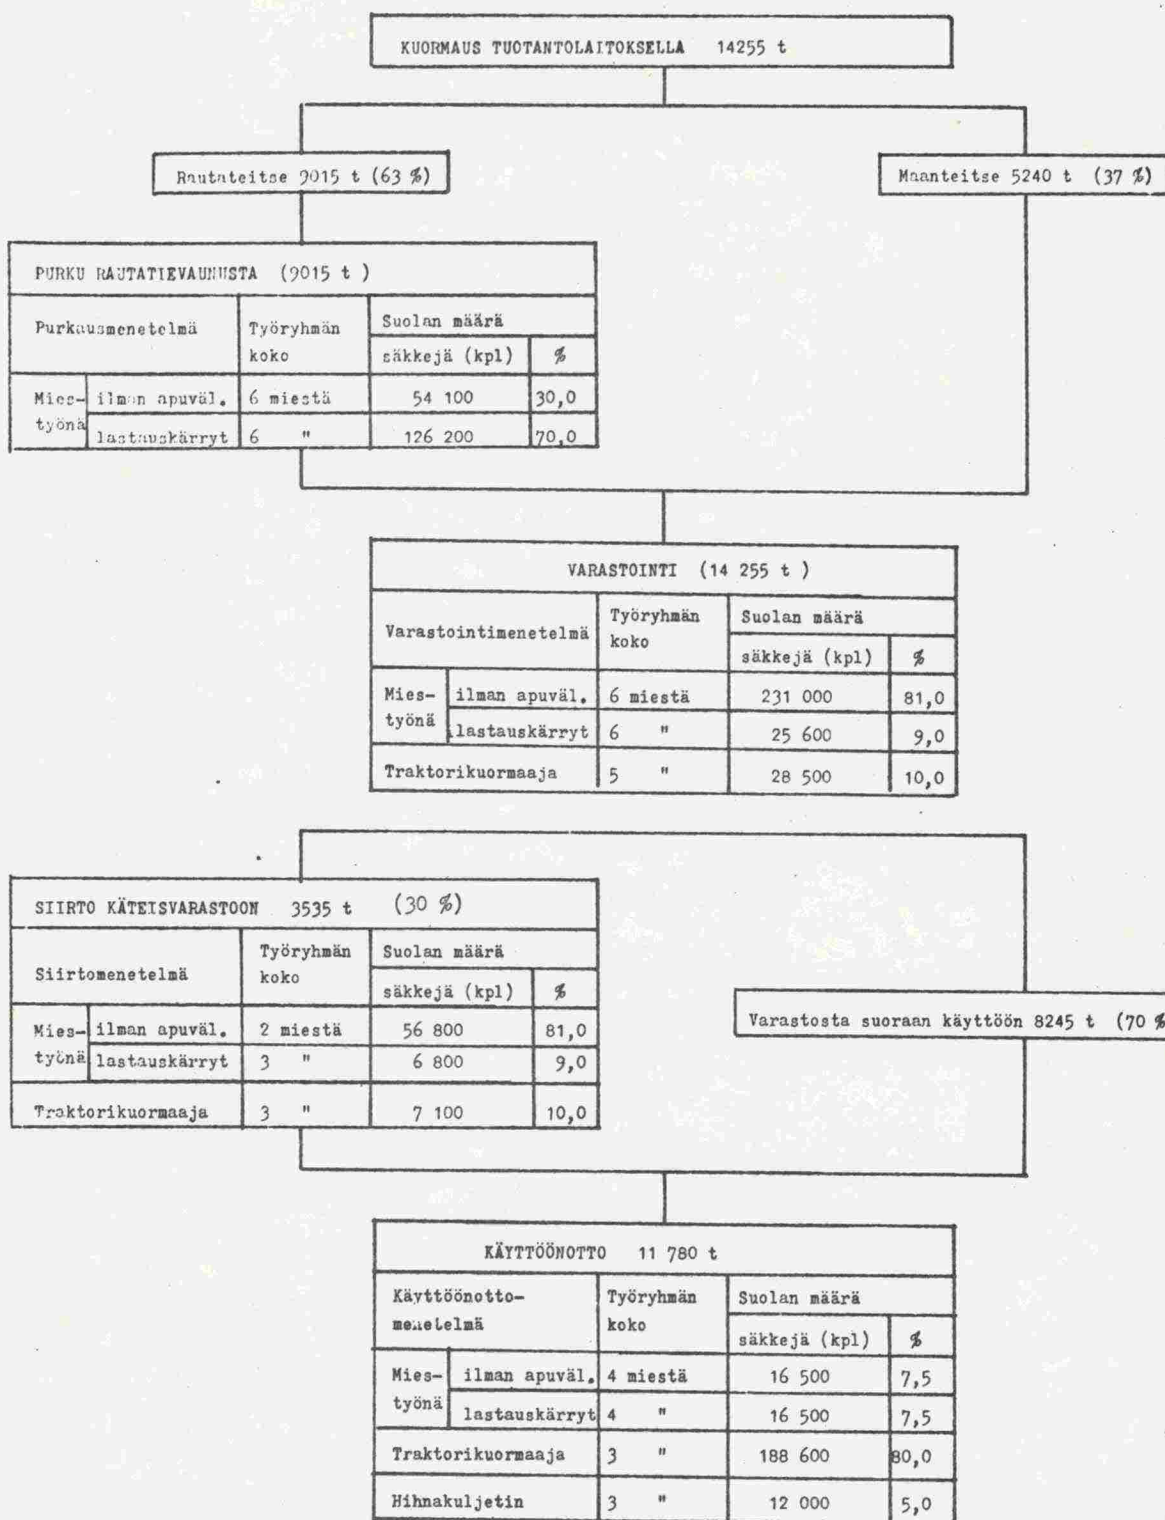 KUORMAUS TUOTANTOLAITOKSELLA 14255 t
Rautateitse 9015 t (63 %)
Maanteitse 5240 t (37 %)
PURKU RAUTATIEVAUNUSTA (9015 t )
Purkausmenetelmä Työryhmän koko Suolan määrä
säkkejä (kpl) %
Mies- ilman apuväl. 6 miestä 54 100 30,0
työnä lastauskärryt 6 " 126 200 70,0
VARASTOINTI (14 255 t )
Varastointimenetelmä Työryhmän koko Suolan määrä
säkkejä (kpl) %
Mies- ilman apuväl. 6 miestä 231 000 81,0
työnä lastauskärryt 6 " 25 600 9,0
Traktorikuormaaja 5 " 28 500 10,0
SIIRTO KÄTEISVARASTOON 3535 t (30 %)
Siirtomenetelmä Työryhmän koko Suolan määrä
säkkejä (kpl) %
Mies- ilman apuväl. 2 miestä 56 800 81,0
työnä lastauskärryt 3 " 6 800 9,0
Traktorikuormaaja 3 " 7 100 10,0
Varastosta suoraan käyttöön 8245 t (70 %
KÄYTTÖÖNOTTO 11 780 t
Käyttöönotto- Työryhmän Suolan määrä
menetelmä koko säkkejä (kpl) %
Mies- ilman apuväl. 4 miestä 16 500 7,5
työnä lastauskärryt 4 " 16 500 7,5
Traktorikuormaaja 3 " 188 600 80,0
Hihnakuljetin 3 " 12 000 5,0